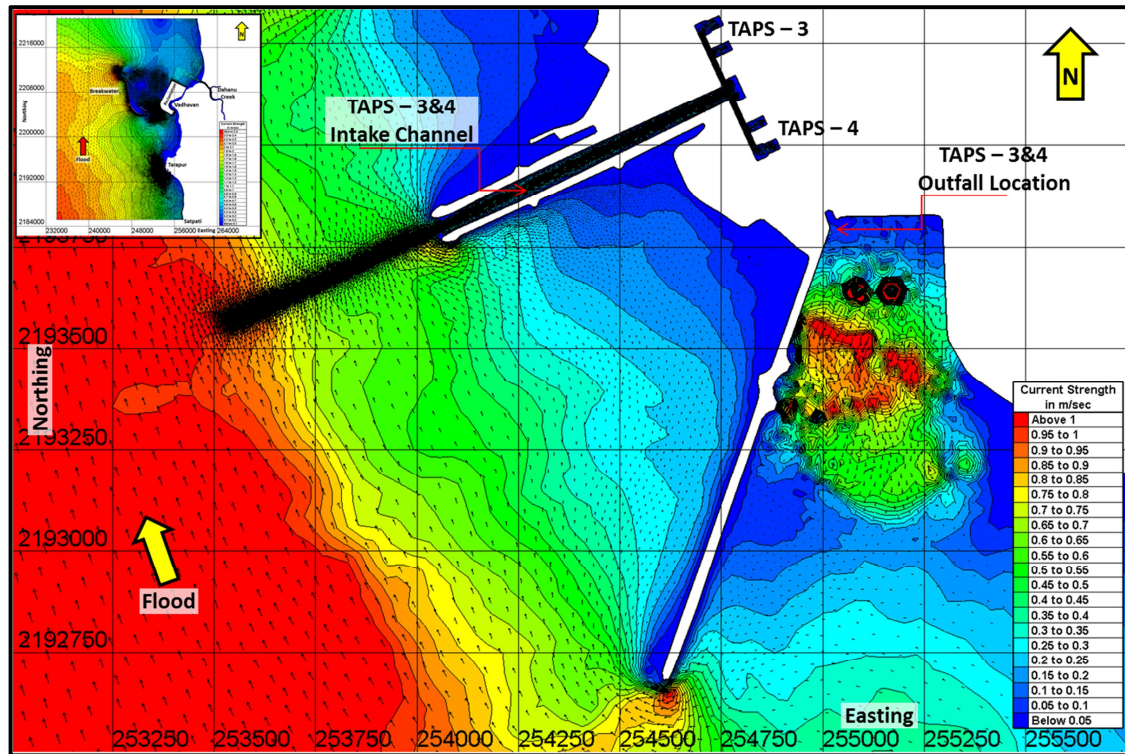 N
2216000
2208000
2200000
2192000
2184000
Northing
Breakwater
Dahanu
Creek
Vadhavan
Flood
Tarapur
Satpati
Current Strength
in m/sec
232000 240000 248000 256000 264000
Easting
TAPS – 3
TAPS – 3&4
Intake Channel
TAPS – 4
N
TAPS – 3&4
Outfall Location
2193750
2193500
2193250
2193000
2192750
Northing
Flood
Current Strength
in m/sec
Above 1
0.95 to 1
0.9 to 0.95
0.85 to 0.9
0.8 to 0.85
0.75 to 0.8
0.7 to 0.75
0.65 to 0.7
0.6 to 0.65
0.55 to 0.6
0.5 to 0.55
0.45 to 0.5
0.4 to 0.45
0.35 to 0.4
0.3 to 0.35
0.25 to 0.3
0.2 to 0.25
0.15 to 0.2
0.1 to 0.15
0.05 to 0.1
Below 0.05
Easting
253250 253500 253750 254000 254250 254500 254750 255000 255250 255500